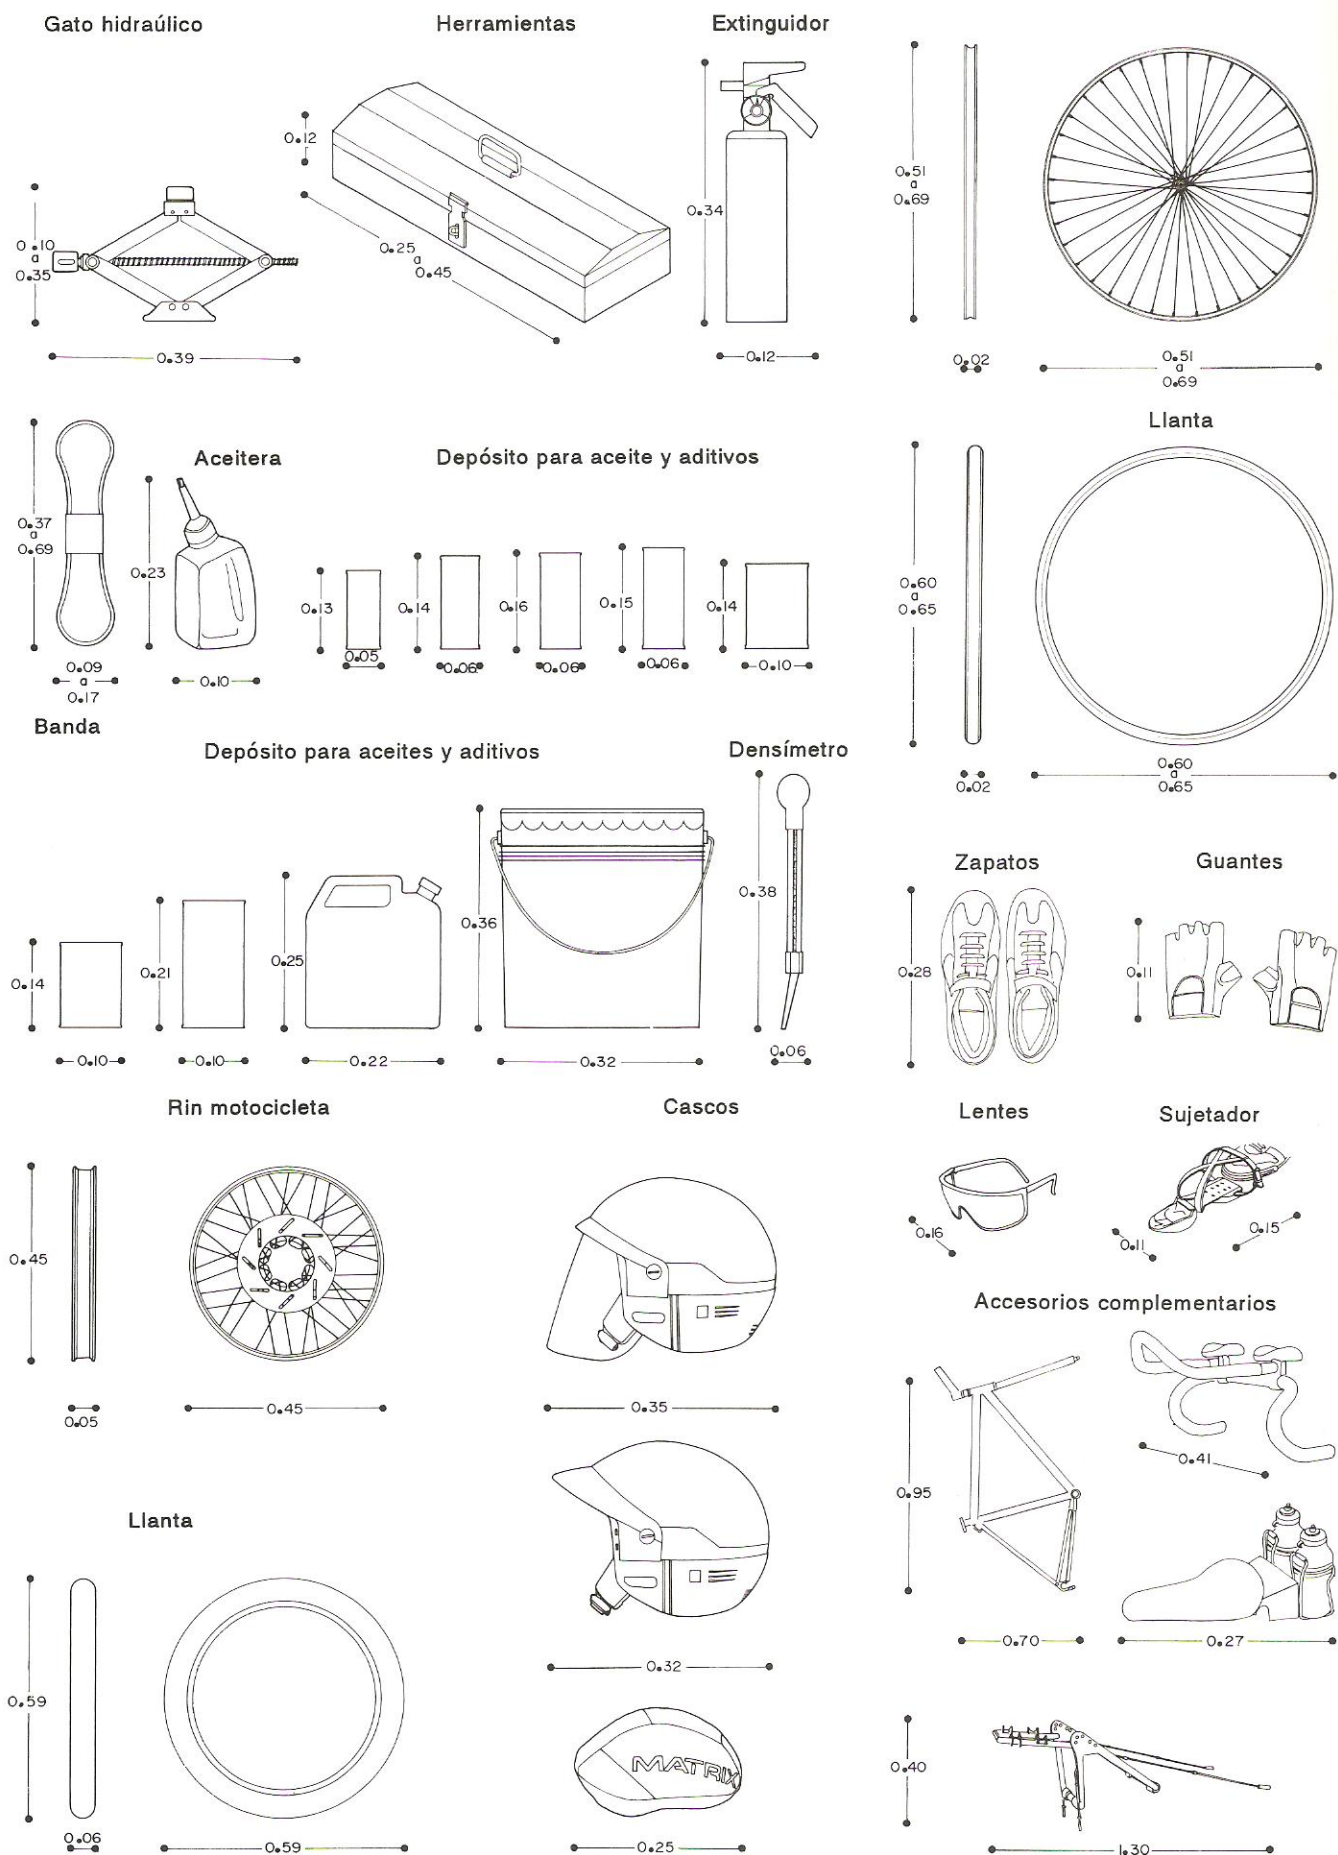 Gato hidraúlico
Herramientas
Extinguidor
0.12
0.10
a
0.35
0.25
a
0.45
0.34
0.51
a
0.69
0.39
0.12
0.02
0.51
a
0.69
Llanta
Aceitera
Depósito para aceite y aditivos
0.37
a
0.69
0.23
0.13
0.14
0.16
0.15
0.14
0.09
a
0.17
0.10
0.05
0.06
0.06
0.06
0.10
0.60
a
0.65
0.02
0.60
a
0.65
Banda
Depósito para aceites y aditivos
Densímetro
0.14
0.21
0.25
0.36
0.38
0.10
0.10
0.22
0.32
0.06
Zapatos
Guantes
0.28
0.11
Rin motocicleta
Cascos
Lentes
Sujetador
0.45
0.05
0.45
0.35
0.16
0.11
0.15
Accesorios complementarios
0.95
0.41
0.70
0.27
Llanta
0.32
0.59
0.06
0.59
MATRIX
0.25
0.40
1.30